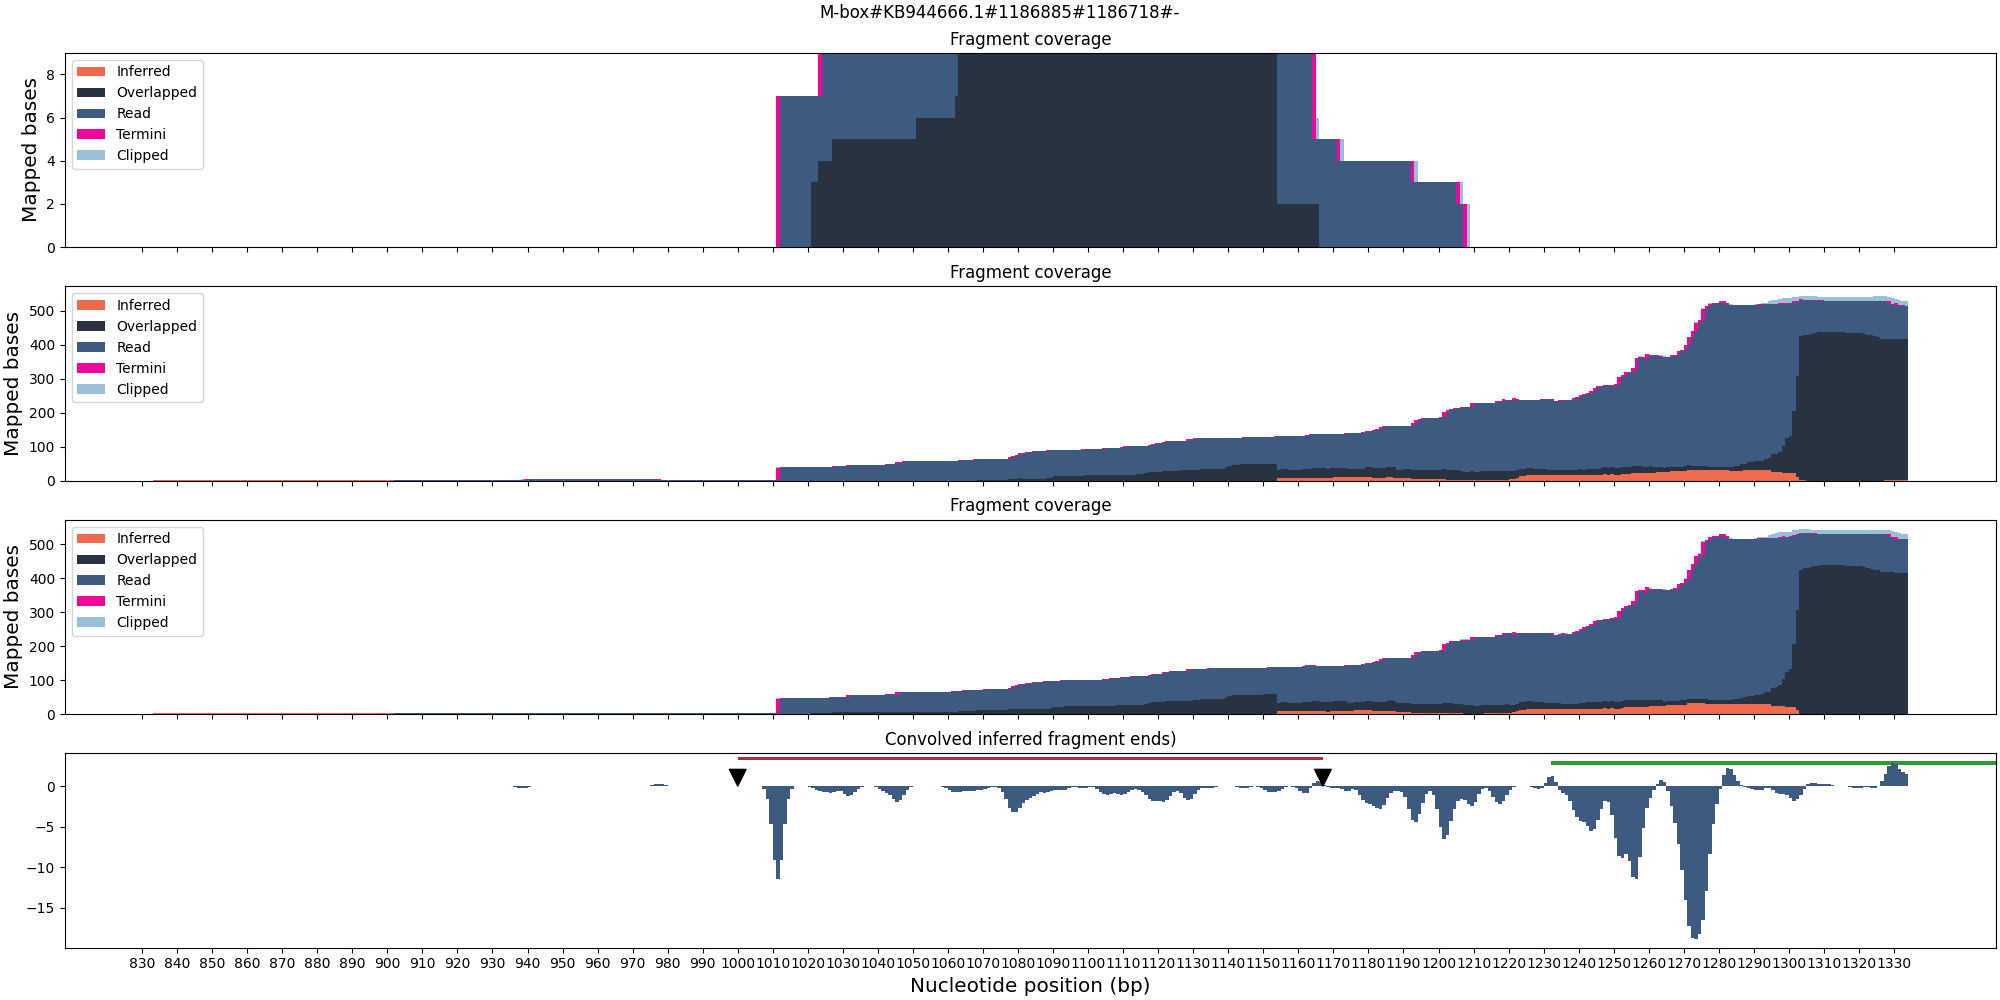 M-box#KB944666.1#1186885#1186718#-
Fragment coverage
Mapped bases
8
6
4
2
0
Inferred
Overlapped
Read
Termini
Clipped
Fragment coverage
Mapped bases
500
400
300
200
100
0
Inferred
Overlapped
Read
Termini
Clipped
Fragment coverage
Mapped bases
500
400
300
200
100
0
Inferred
Overlapped
Read
Termini
Clipped
Convolved inferred fragment ends)
0
−5
−10
−15
830 840 850 860 870 880 890 900 910 920 930 940 950 960 970 980 990 1000 1010 1020 1030 1040 1050 1060 1070 1080 1090 1100 1110 1120 1130 1140 1150 1160 1170 1180 1190 1200 1210 1220 1230 1240 1250 1260 1270 1280 1290 1300 1310 1320 1330
Nucleotide position (bp)